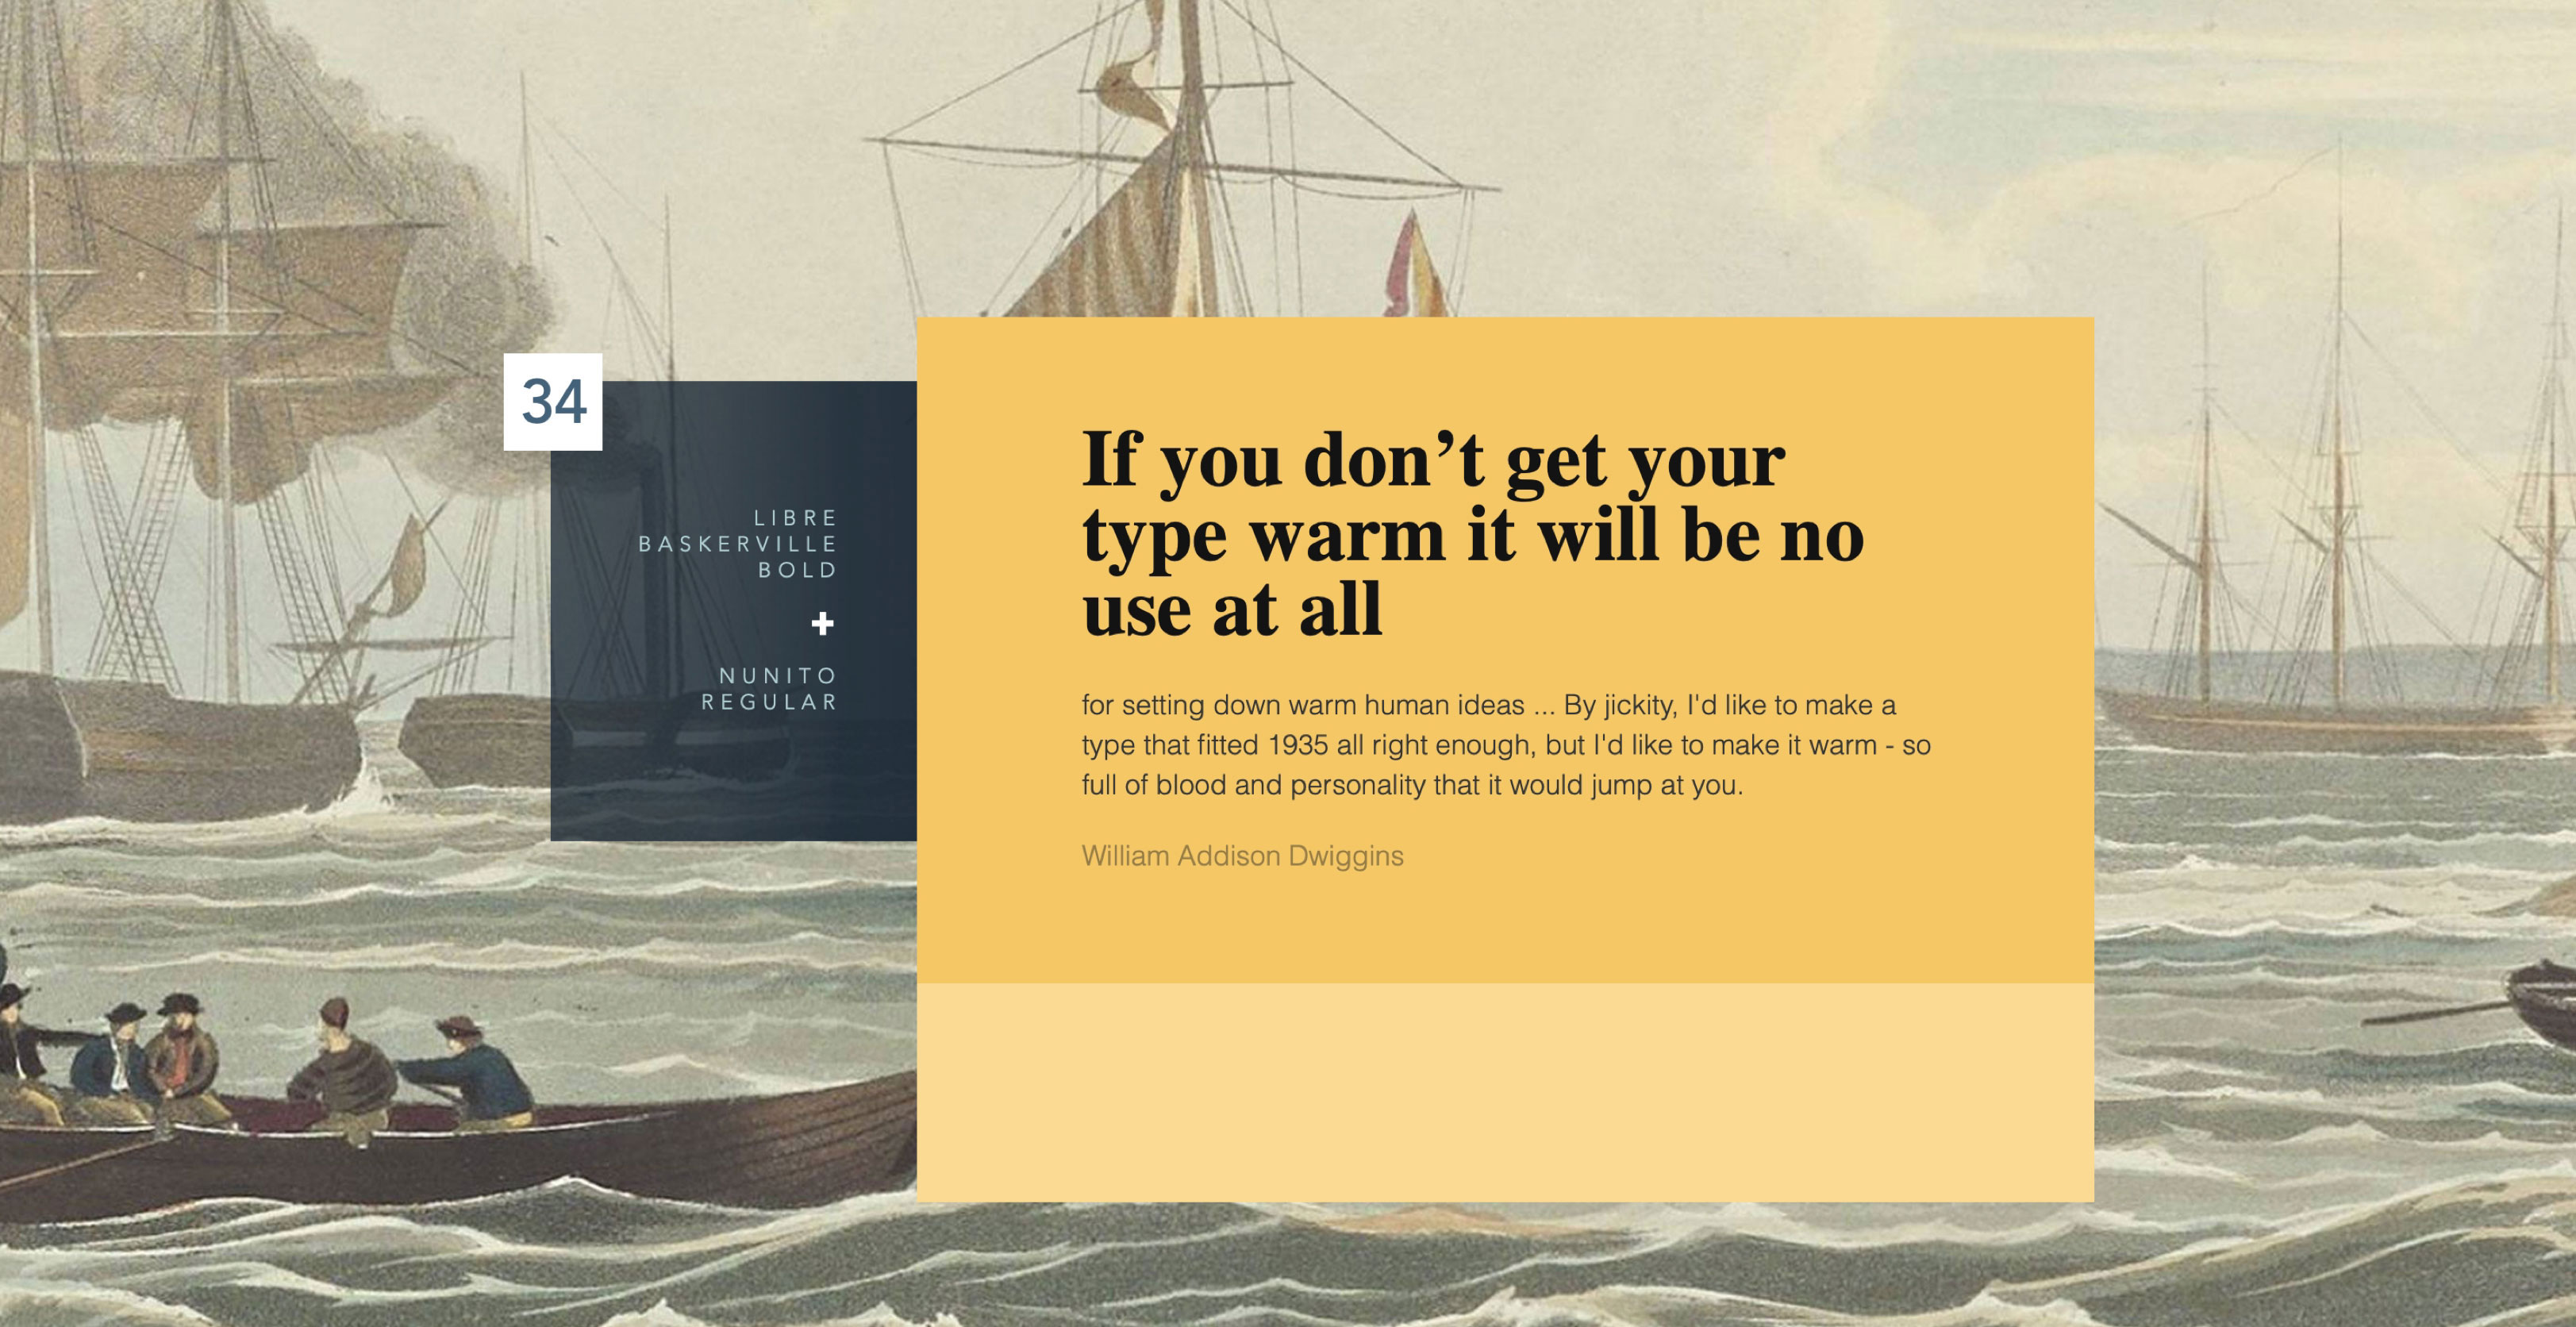 34
LIBRE
BASKERVILLE
BOLD
+
NUNITO
REGULAR
If you don’t get your
type warm it will be no
use at all
for setting down warm human ideas ... By jickity, I'd like to make a
type that fitted 1935 all right enough, but I'd like to make it warm - so
full of blood and personality that it would jump at you.
William Addison Dwiggins